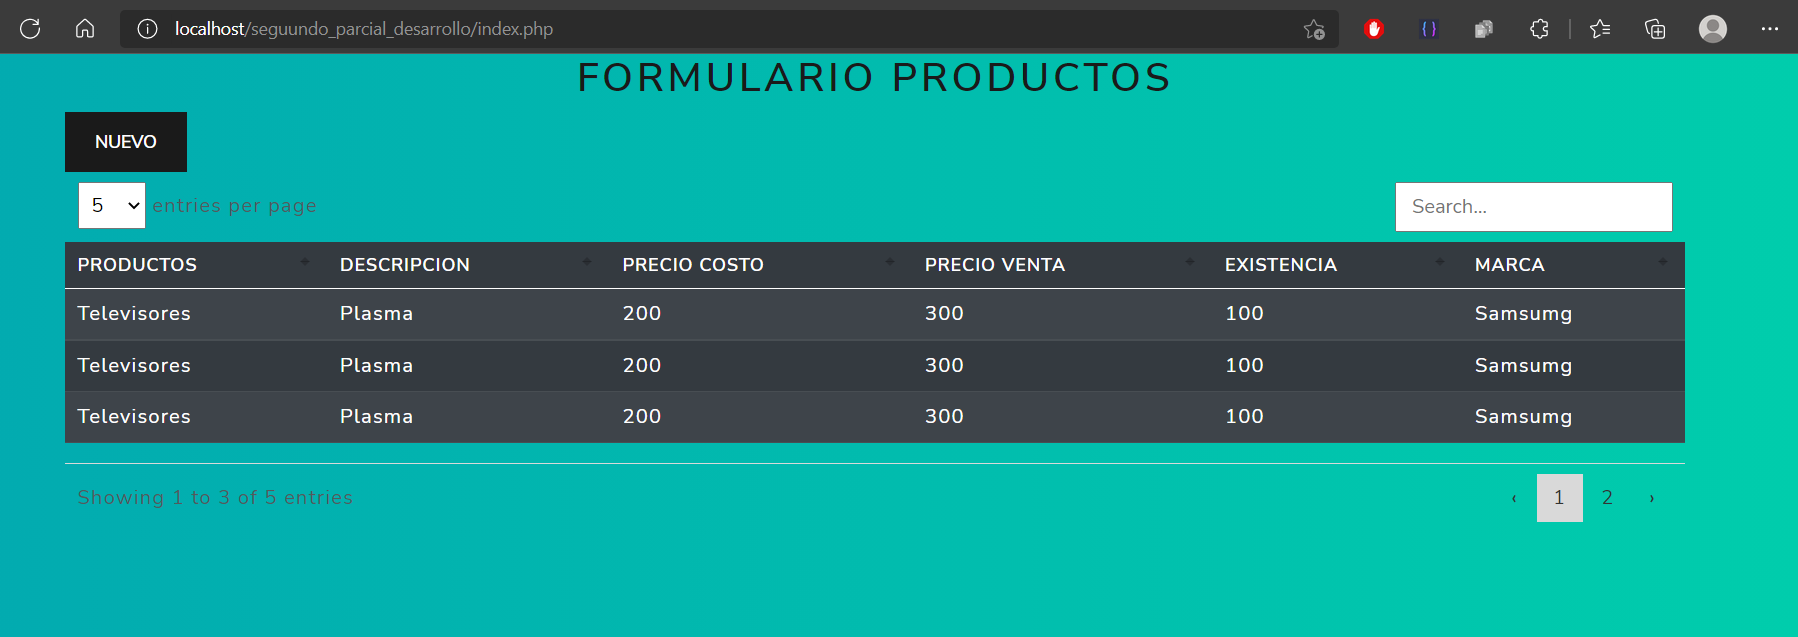 localhost/seguundo_parcial_desarrollo/index.php
FORMULARIO PRODUCTOS
NUEVO
5 entries per page Search...
PRODUCTOS DESCRIPCION PRECIO COSTO PRECIO VENTA EXISTENCIA MARCA
Televisores Plasma 200 300 100 Samsumg
Televisores Plasma 200 300 100 Samsumg
Televisores Plasma 200 300 100 Samsumg
Showing 1 to 3 of 5 entries ‹ 1 2 ›